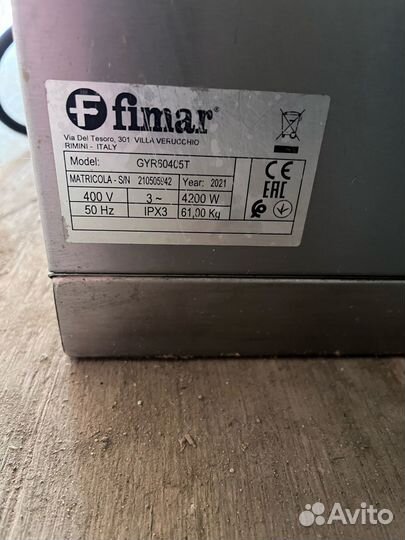 fimar®
Via Del Tesoro, 301 VILLA VERUCCHIO
RIMINI - ITALY
Model: GYR60405T
MATRICOLA - S/N 210505942 Year: 2021
400 V 3 ~ 4200 W
50 Hz IPX3 61,00 Kg
CE
EAC
Avito